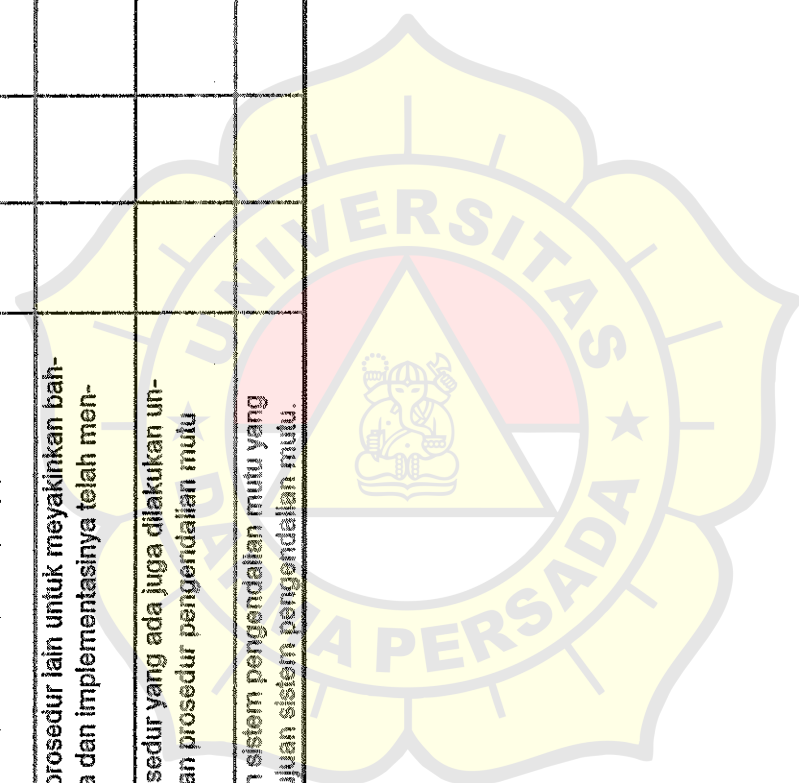 prosedur lain untuk meyakinkan bah-
a dan implementasinya telah men-
sedur yang ada juga dilakukan un-
an prosedur pengendalian mutu
n sistem pengendalian mutu yang
juan sistem pengendalian mutu.
UNIVERSITAS
DARMA PERSADA